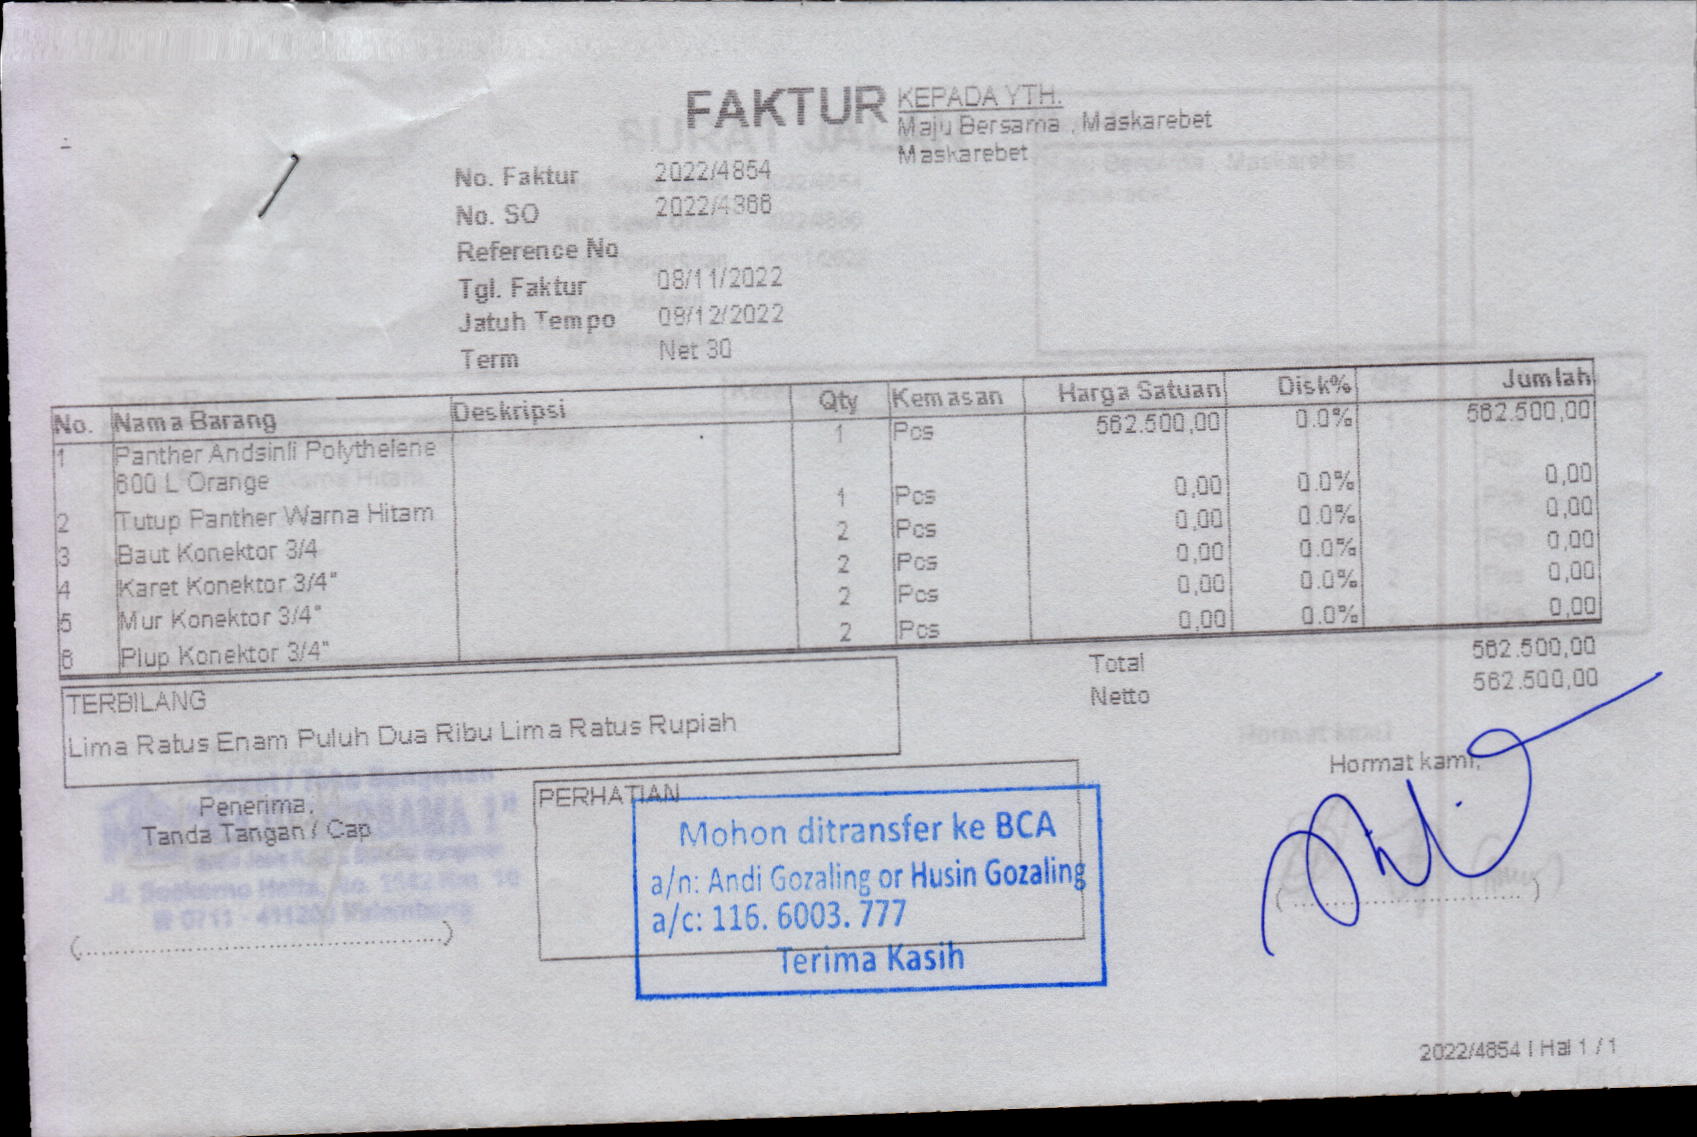 FAKTUR
KEPADA YTH.
Maju Bersama , Maskarebet
Maskarebet
No. Faktur 2022/4854
No. SO 2022/4366
Reference No
Tgl. Faktur 08/11/2022
Jatuh Tempo 08/12/2022
Term Net 30
No. Nama Barang Deskripsi Qty Kemasan Harga Satuan Disk% Jumlah
1 Panther Andsinli Polythelene 1 Pcs 562.500,00 0.0% 562.500,00
600 L Orange
2 Tutup Panther Warna Hitam 1 Pcs 0,00 0.0% 0,00
3 Baut Konektor 3/4 2 Pcs 0,00 0.0% 0,00
4 Karet Konektor 3/4" 2 Pcs 0,00 0.0% 0,00
5 Mur Konektor 3/4" 2 Pcs 0,00 0.0% 0,00
6 Plup Konektor 3/4" 2 Pcs 0,00 0.0% 0,00
Total 562.500,00
Netto 562.500,00
TERBILANG
Lima Ratus Enam Puluh Dua Ribu Lima Ratus Rupiah
Hormat kami,
Penerima,
Tanda Tangan / Cap
PERHATIAN
Mohon ditransfer ke BCA
a/n: Andi Gozaling or Husin Gozaling
a/c: 116. 6003. 777
Terima Kasih
2022/4854 | Hal 1 / 1